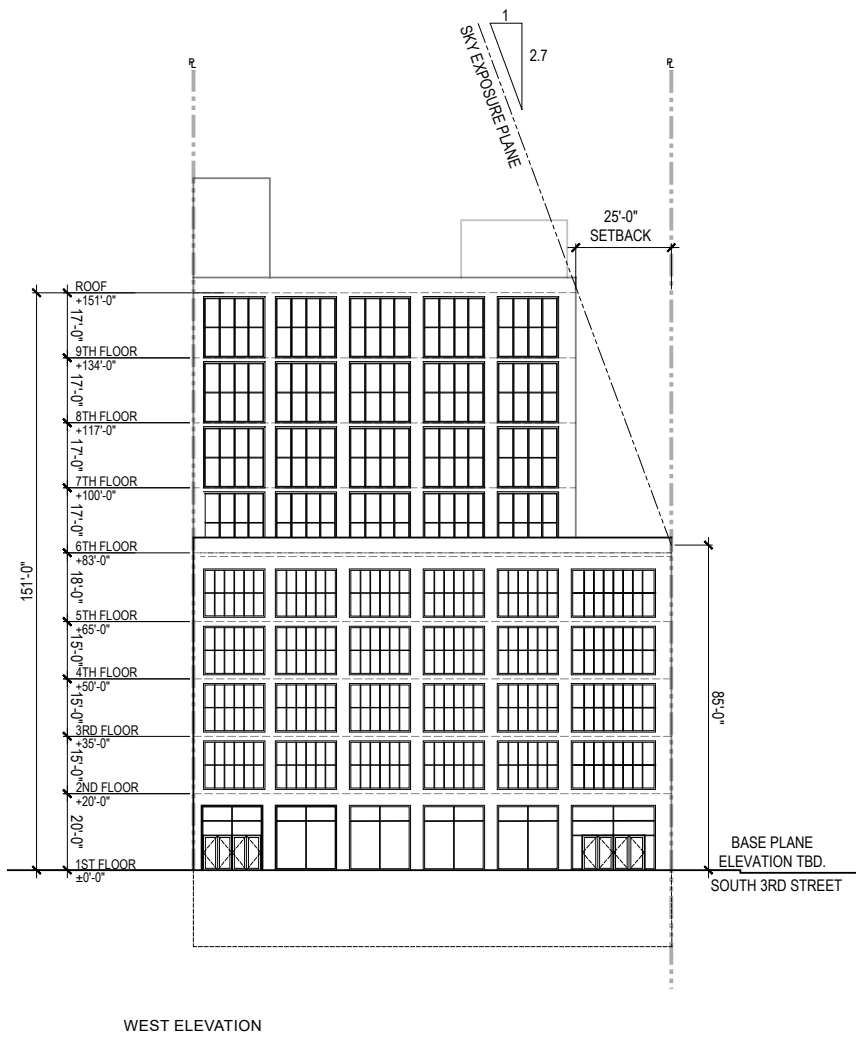 1
2.7
SKY EXPOSURE PLANE
℄
℄
25'-0"
SETBACK
ROOF
+151'-0"
17'-0"
9TH FLOOR
+134'-0"
17'-0"
8TH FLOOR
+117'-0"
17'-0"
7TH FLOOR
+100'-0"
17'-0"
6TH FLOOR
+83'-0"
18'-0"
5TH FLOOR
+65'-0"
15'-0"
4TH FLOOR
+50'-0"
15'-0"
3RD FLOOR
+35'-0"
15'-0"
2ND FLOOR
+20'-0"
20'-0"
1ST FLOOR
±0'-0"
151'-0"
85'-0"
BASE PLANE
ELEVATION TBD.
SOUTH 3RD STREET
WEST ELEVATION